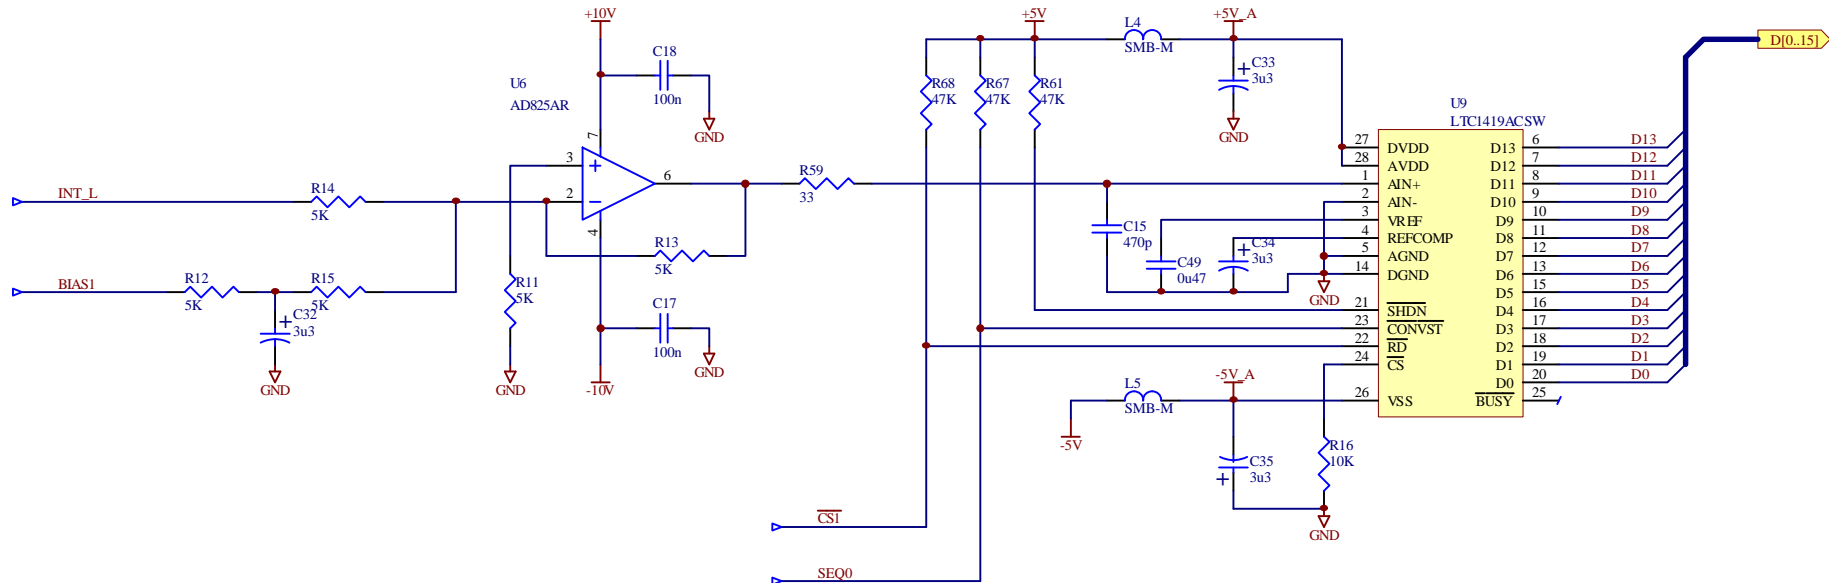 +10V
+5V
L4
SMB-M
+5V_A
D[0..15]
C18
100n
GND
U6
AD825AR
R68
47K
R67
47K
R61
47K
C33
3u3
GND
U9
LTC1419ACSW
7
3
2
6
4
INT_L
R14
5K
R59
33
R13
5K
BIAS1
R12
5K
R15
5K
C32
3u3
GND
R11
5K
GND
C17
100n
GND
-10V
C15
470p
C49
0u47
C34
3u3
GND
27 DVDD D13 6 D13
28 AVDD D12 7 D12
1 AIN+ D11 8 D11
2 AIN- D10 9 D10
3 VREF D9 10 D9
4 REFCOMP D8 11 D8
5 AGND D7 12 D7
14 DGND D6 13 D6
D5 15 D5
21 SHDN D4 16 D4
23 CONVST D3 17 D3
22 RD D2 18 D2
24 CS D1 19 D1
D0 20 D0
26 VSS BUSY 25
L5
SMB-M
-5V_A
-5V
C35
3u3
R16
10K
GND
CS1
SEQ0